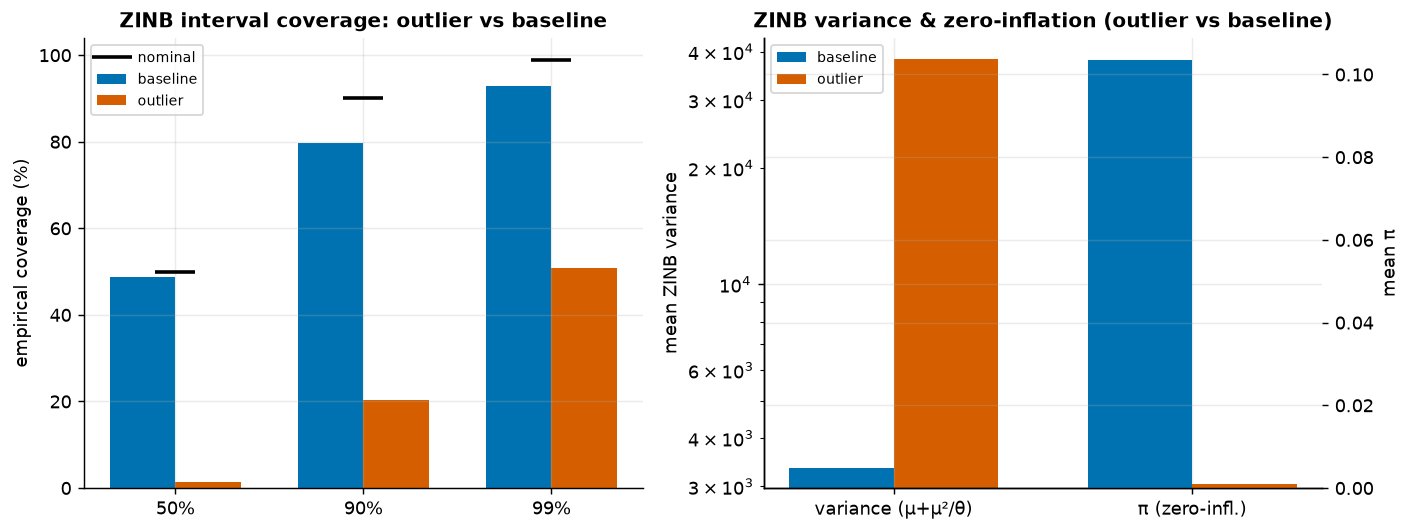 ZINB interval coverage: outlier vs baseline
nominal
baseline
outlier
empirical coverage (%)
100
80
60
40
20
0
50%
90%
99%
ZINB variance & zero-inflation (outlier vs baseline)
baseline
outlier
mean ZINB variance
4 × 10⁴
3 × 10⁴
2 × 10⁴
10⁴
6 × 10³
4 × 10³
3 × 10³
variance (μ+μ²/θ)
π (zero-infl.)
0.10
0.08
0.06
0.04
0.02
0.00
mean π